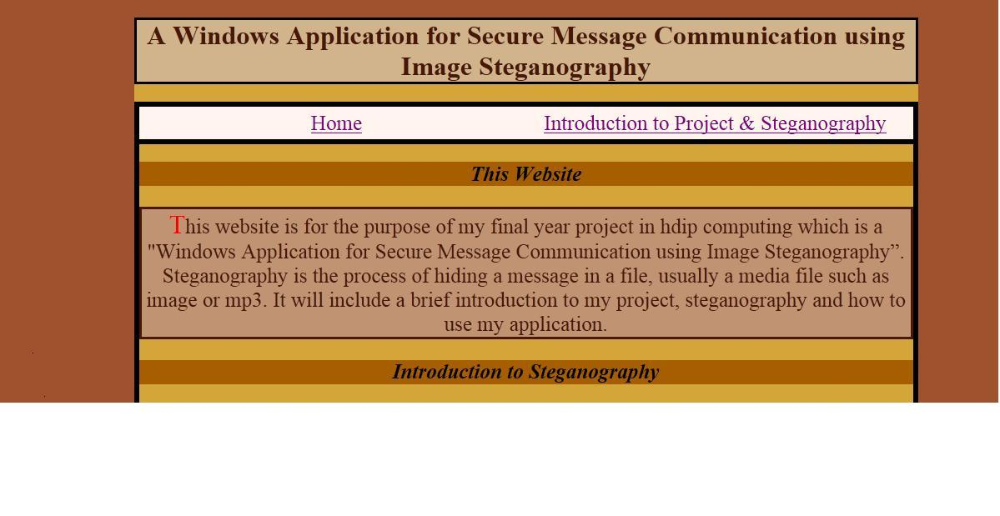 A Windows Application for Secure Message Communication using
Image Steganography
Home Introduction to Project & Steganography
This Website
This website is for the purpose of my final year project in hdip computing which is a
"Windows Application for Secure Message Communication using Image Steganography”.
Steganography is the process of hiding a message in a file, usually a media file such as
image or mp3. It will include a brief introduction to my project, steganography and how to
use my application.
Introduction to Steganography